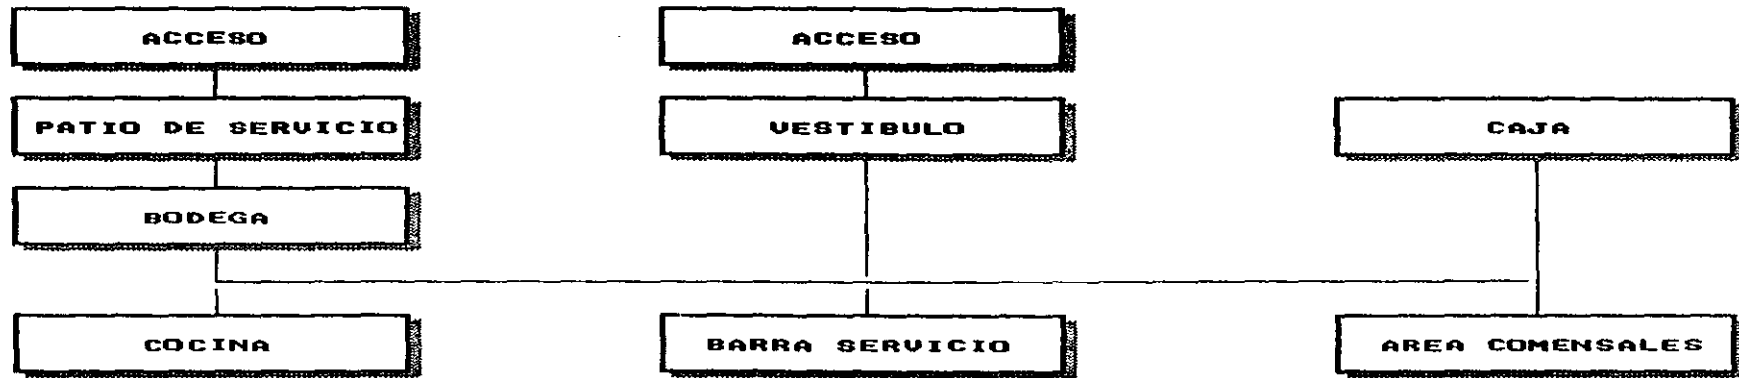 ACCESO
ACCESO
PATIO DE SERVICIO
VESTIBULO
CAJA
BODEGA
COCINA
BARRA SERVICIO
AREA COMENSALES